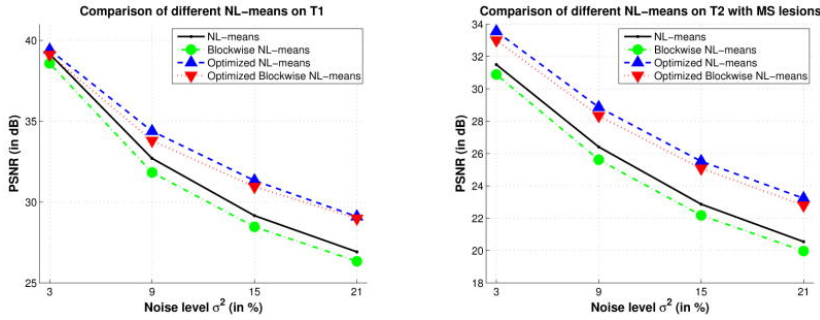 Comparison of different NL-means on T1
40
35
30
25
PSNR (in dB)
NL-means
Blockwise NL-means
Optimized NL-means
Optimized Blockwise NL-means
3 9 15 21
Noise level σ² (in %)
Comparison of different NL-means on T2 with MS lesions
34
32
30
28
26
24
22
20
18
PSNR (in dB)
NL-means
Blockwise NL-means
Optimized NL-means
Optimized Blockwise NL-means
3 9 15 21
Noise level σ² (in %)